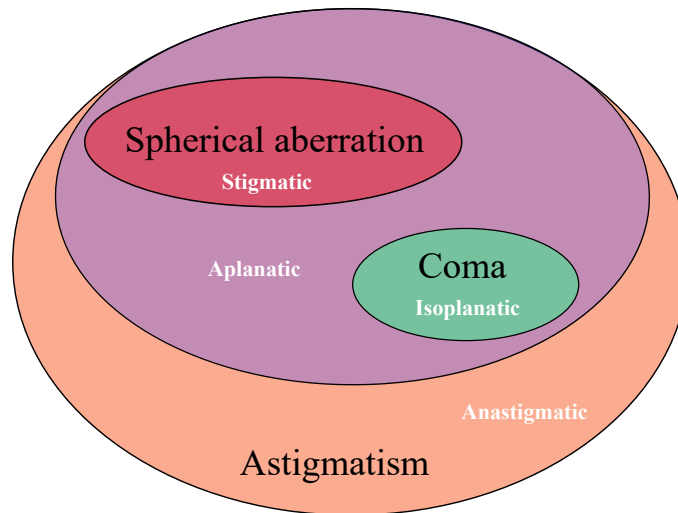 Spherical aberration
Stigmatic
Aplanatic
Coma
Isoplanatic
Anastigmatic
Astigmatism